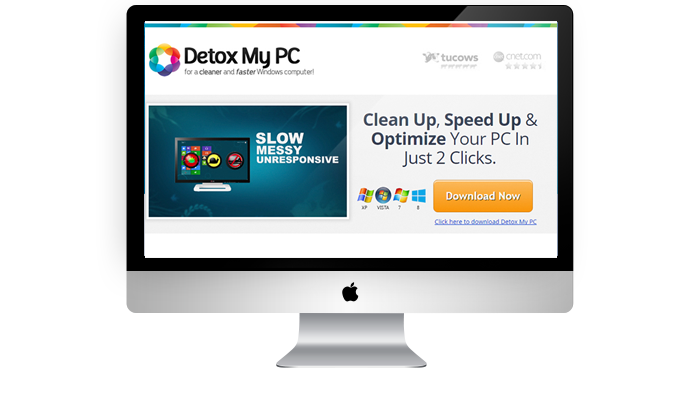 Detox My PC
for a cleaner and faster Windows computer!
tucows
cnet.com
SLOW
MESSY
UNRESPONSIVE
Clean Up, Speed Up &
Optimize Your PC In
Just 2 Clicks.
Download Now
XP VISTA 7 8
Click here to download Detox My PC